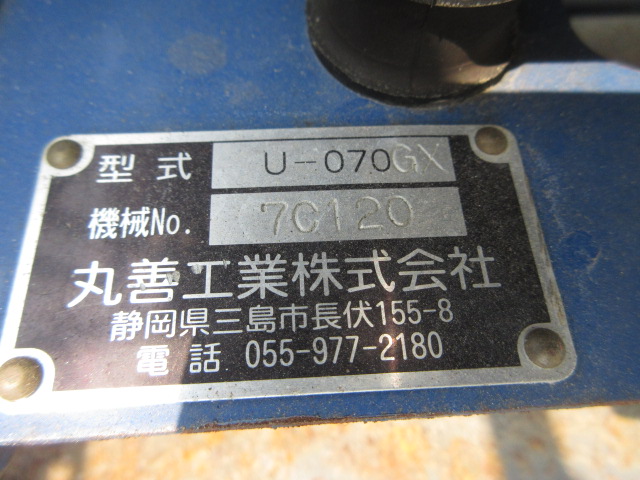 型式 U-070GX
機械No. 7C120
丸善工業株式会社
静岡県三島市長伏155-8
電話 055-977-2180